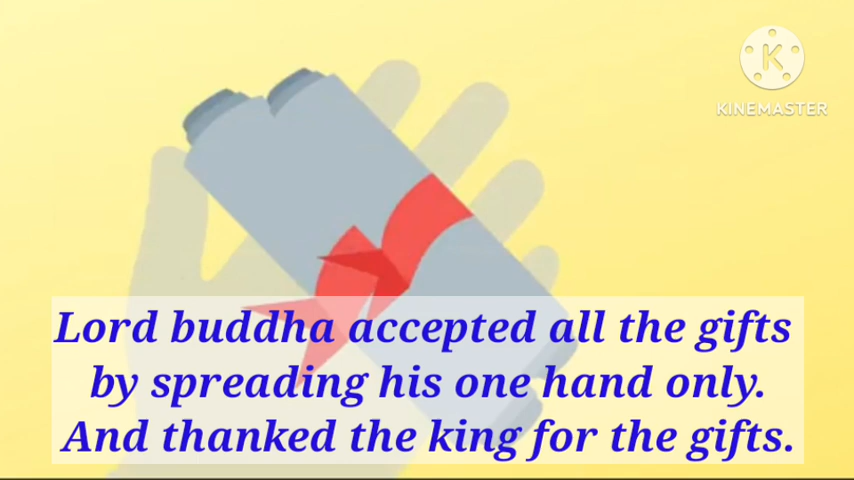 KINEMASTER
Lord buddha accepted all the gifts
by spreading his one hand only.
And thanked the king for the gifts.